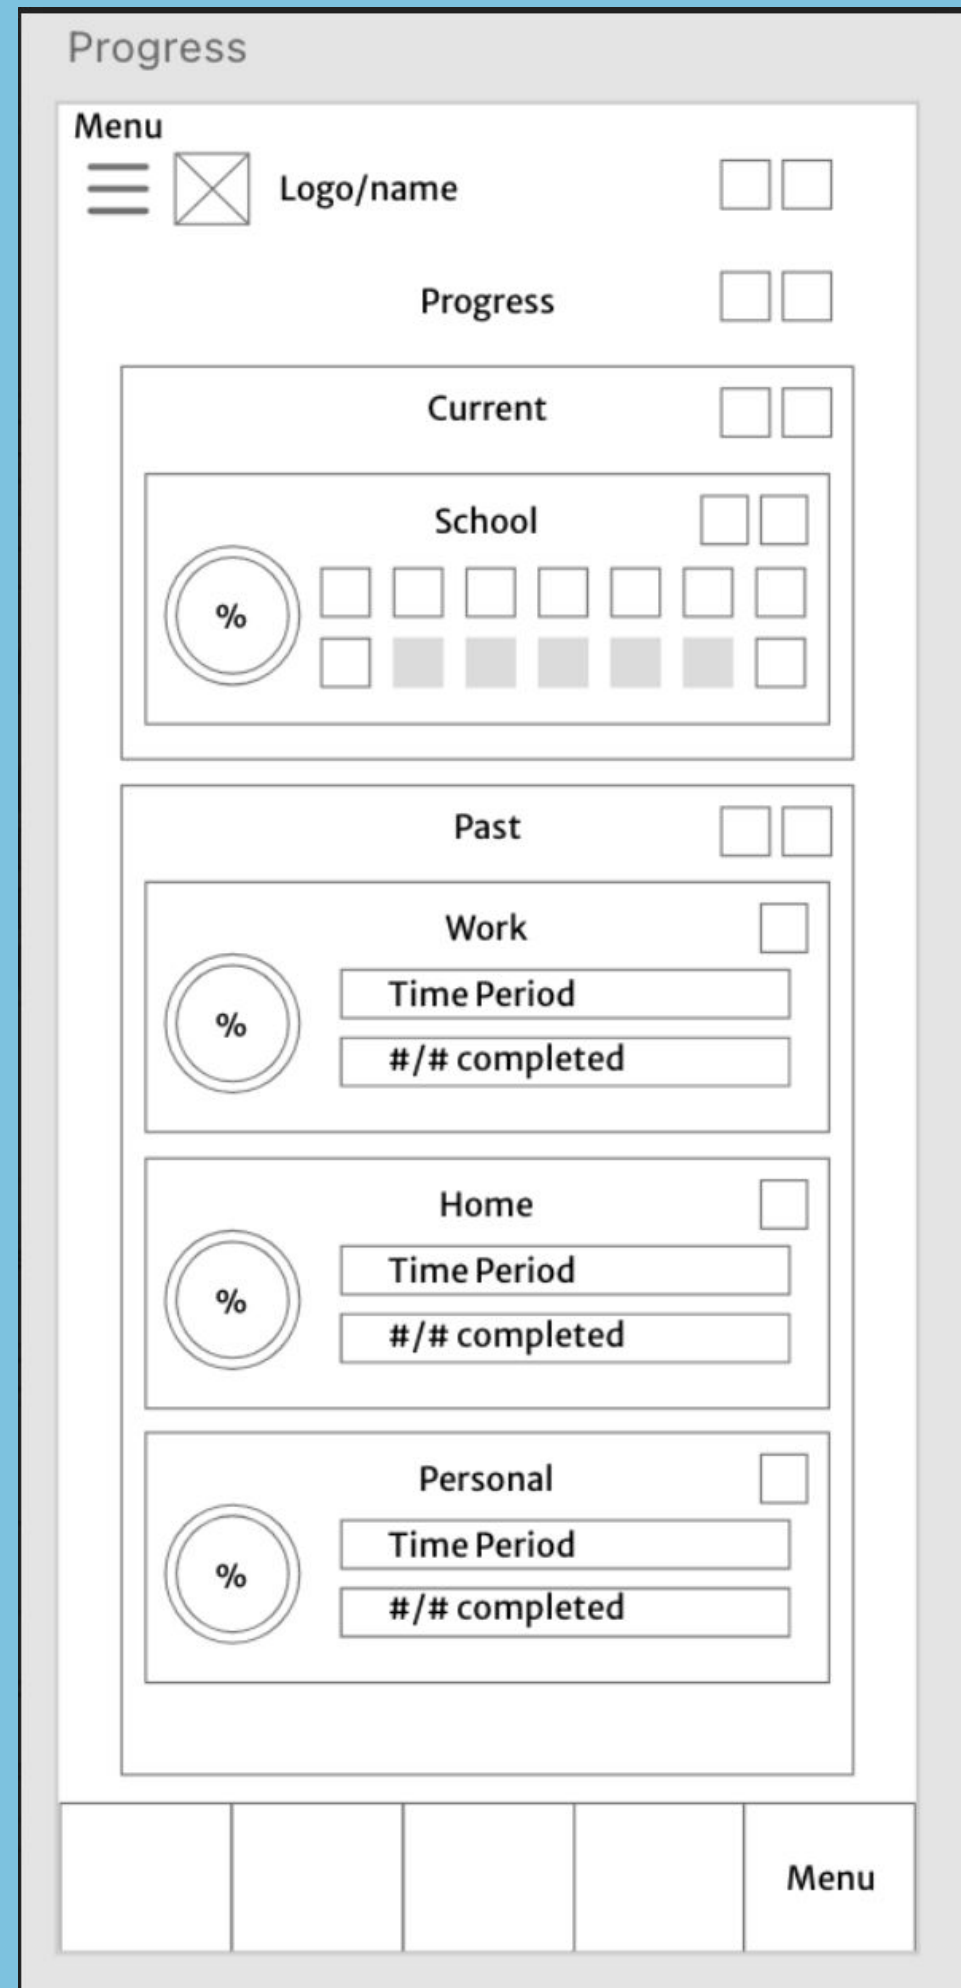 Progress
Menu
Logo/name
Progress
Current
School
%
Past
Work
Time Period
%
#/# completed
Home
Time Period
%
#/# completed
Personal
Time Period
%
#/# completed
Menu